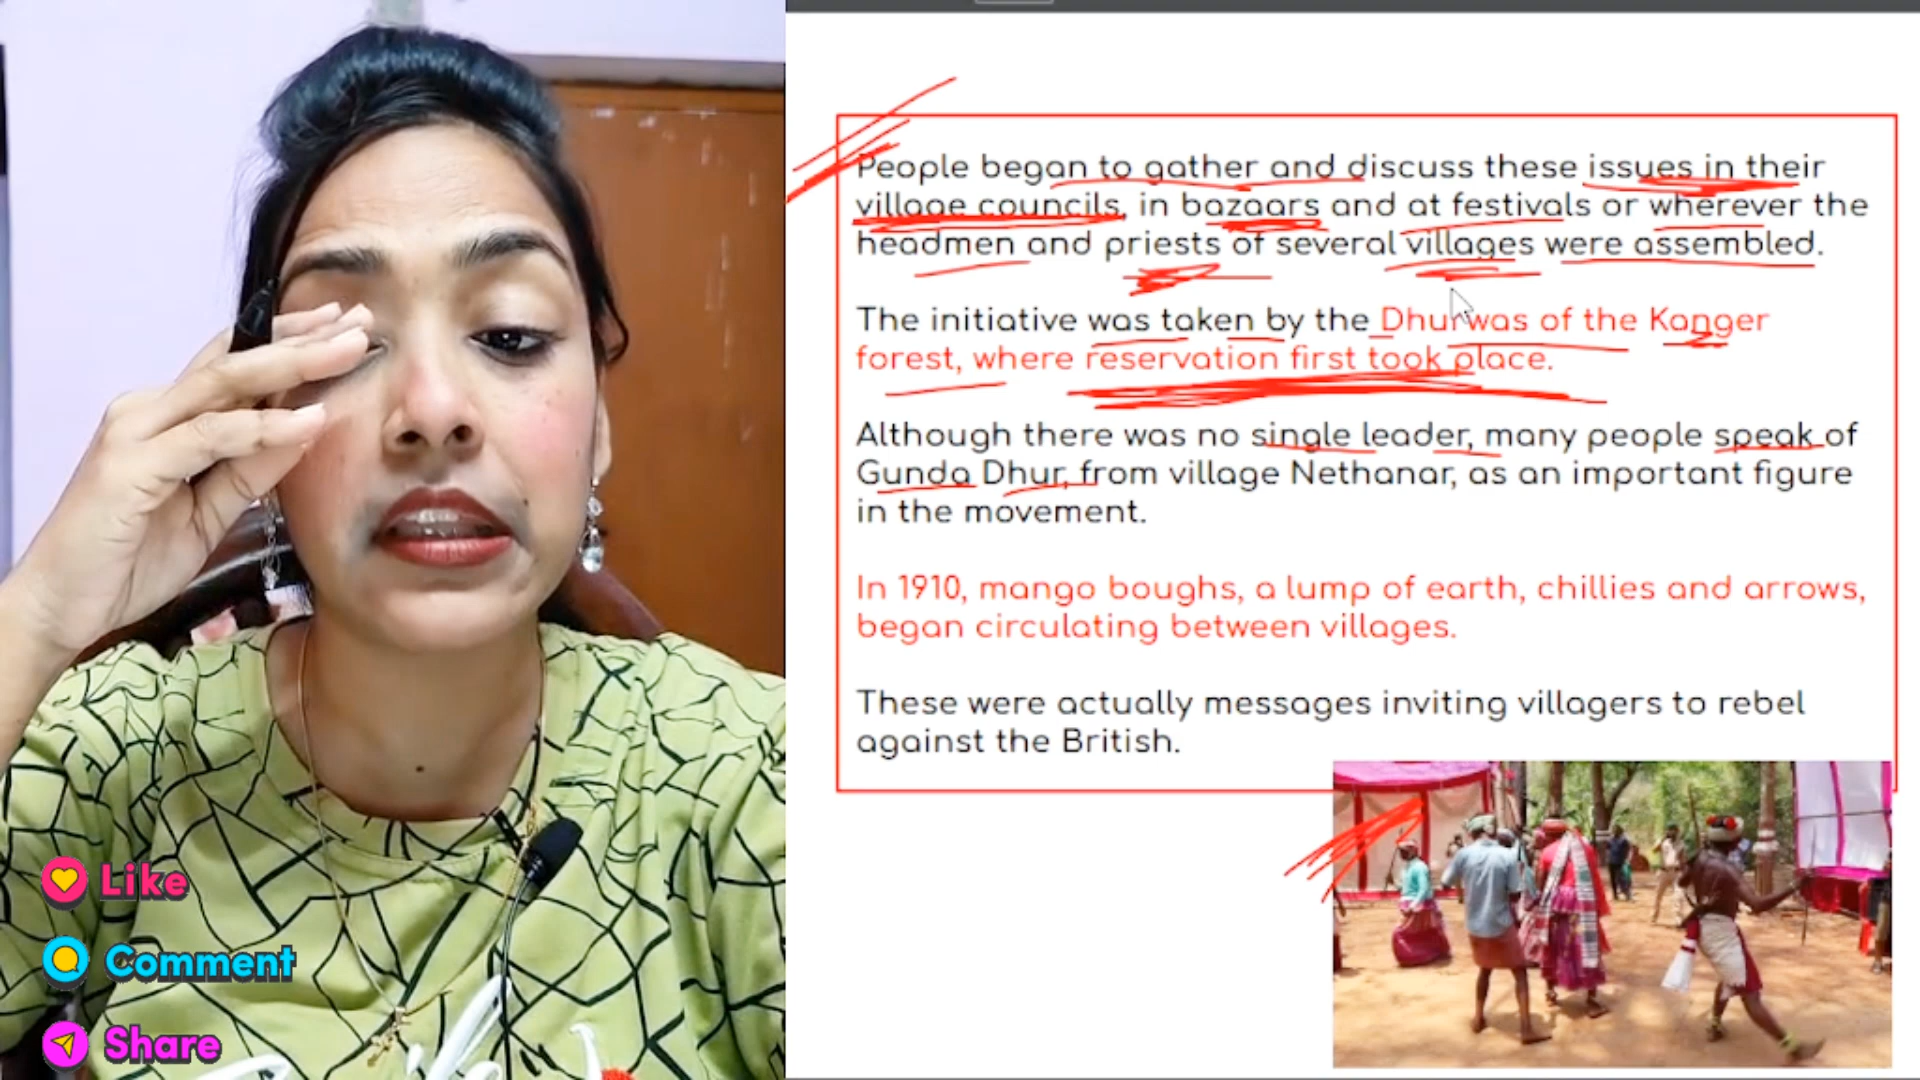 People began to gather and discuss these issues in their
village councils, in bazaars and at festivals or wherever the
headmen and priests of several villages were assembled.
The initiative was taken by the Dhurwas of the Kanger
forest, where reservation first took place.
Although there was no single leader, many people speak of
Gunda Dhur, from village Nethanar, as an important figure
in the movement.
In 1910, mango boughs, a lump of earth, chillies and arrows,
began circulating between villages.
These were actually messages inviting villagers to rebel
against the British.
Like
Comment
Share